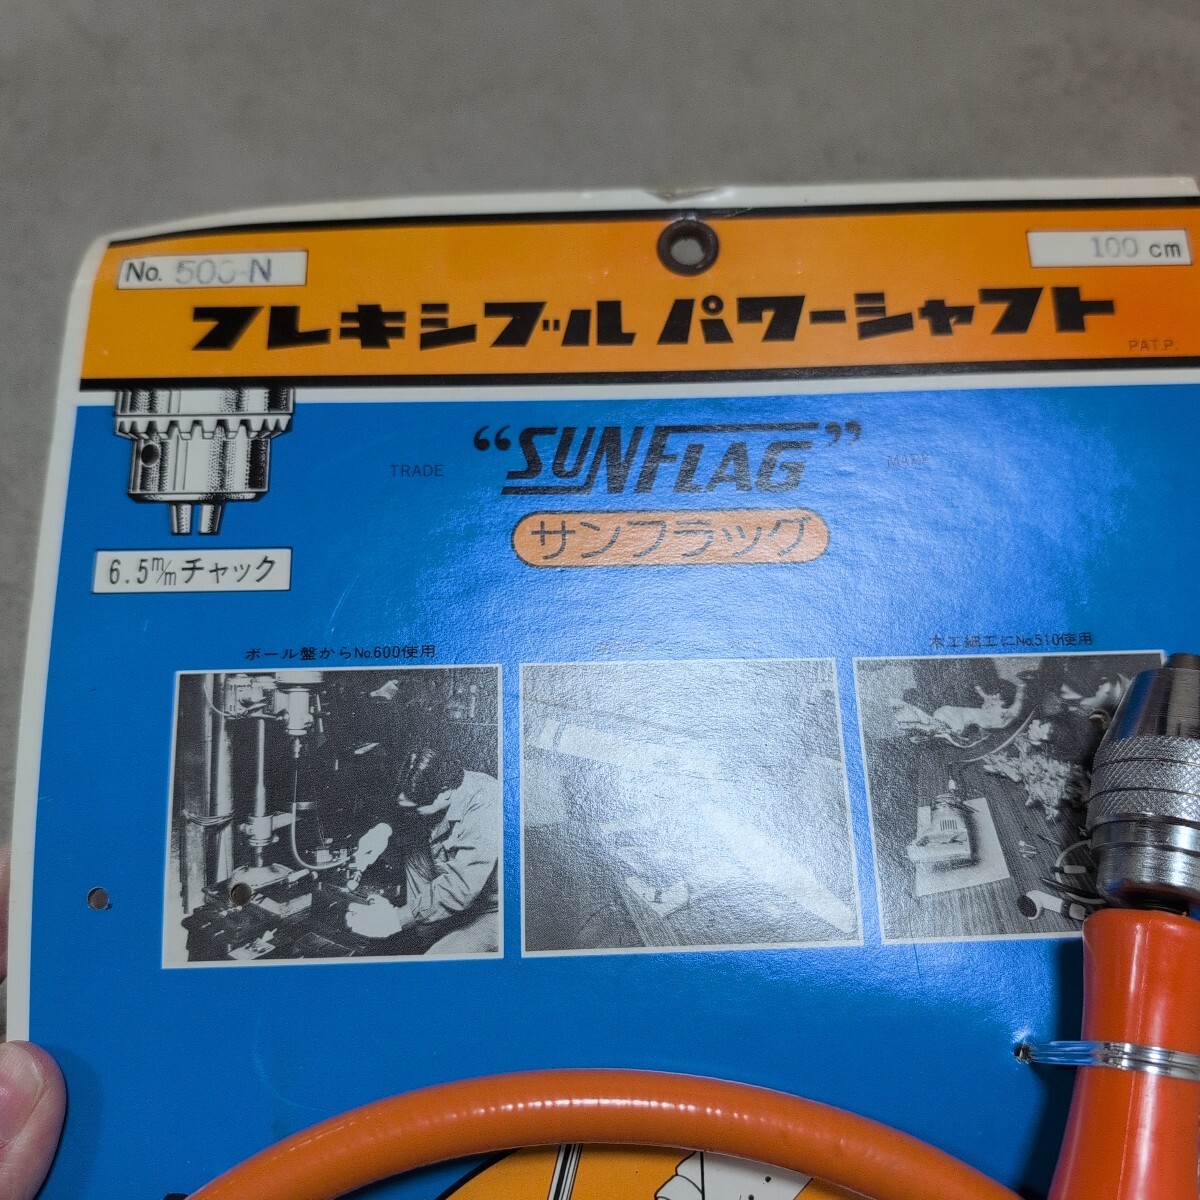 No. 500-N
100 cm
フレキシブル パワーシャフト
PAT.P.
TRADE
“SUNFLAG”
MARK
サンフラッグ
6.5m/mチャック
ボール盤からNo.600使用
木工細工にNo.510使用